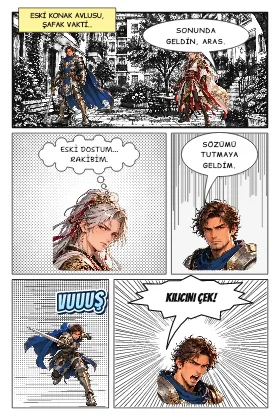 ESKİ KONAK AVLUSU,
ŞAFAK VAKTİ..
SONUNDA
GELDİN, ARAS.
ESKİ DOSTUM...
RAKİBİM.
SÖZÜMÜ
TUTMAYA
GELDİM.
VUUUŞ
KILICINI ÇEK!